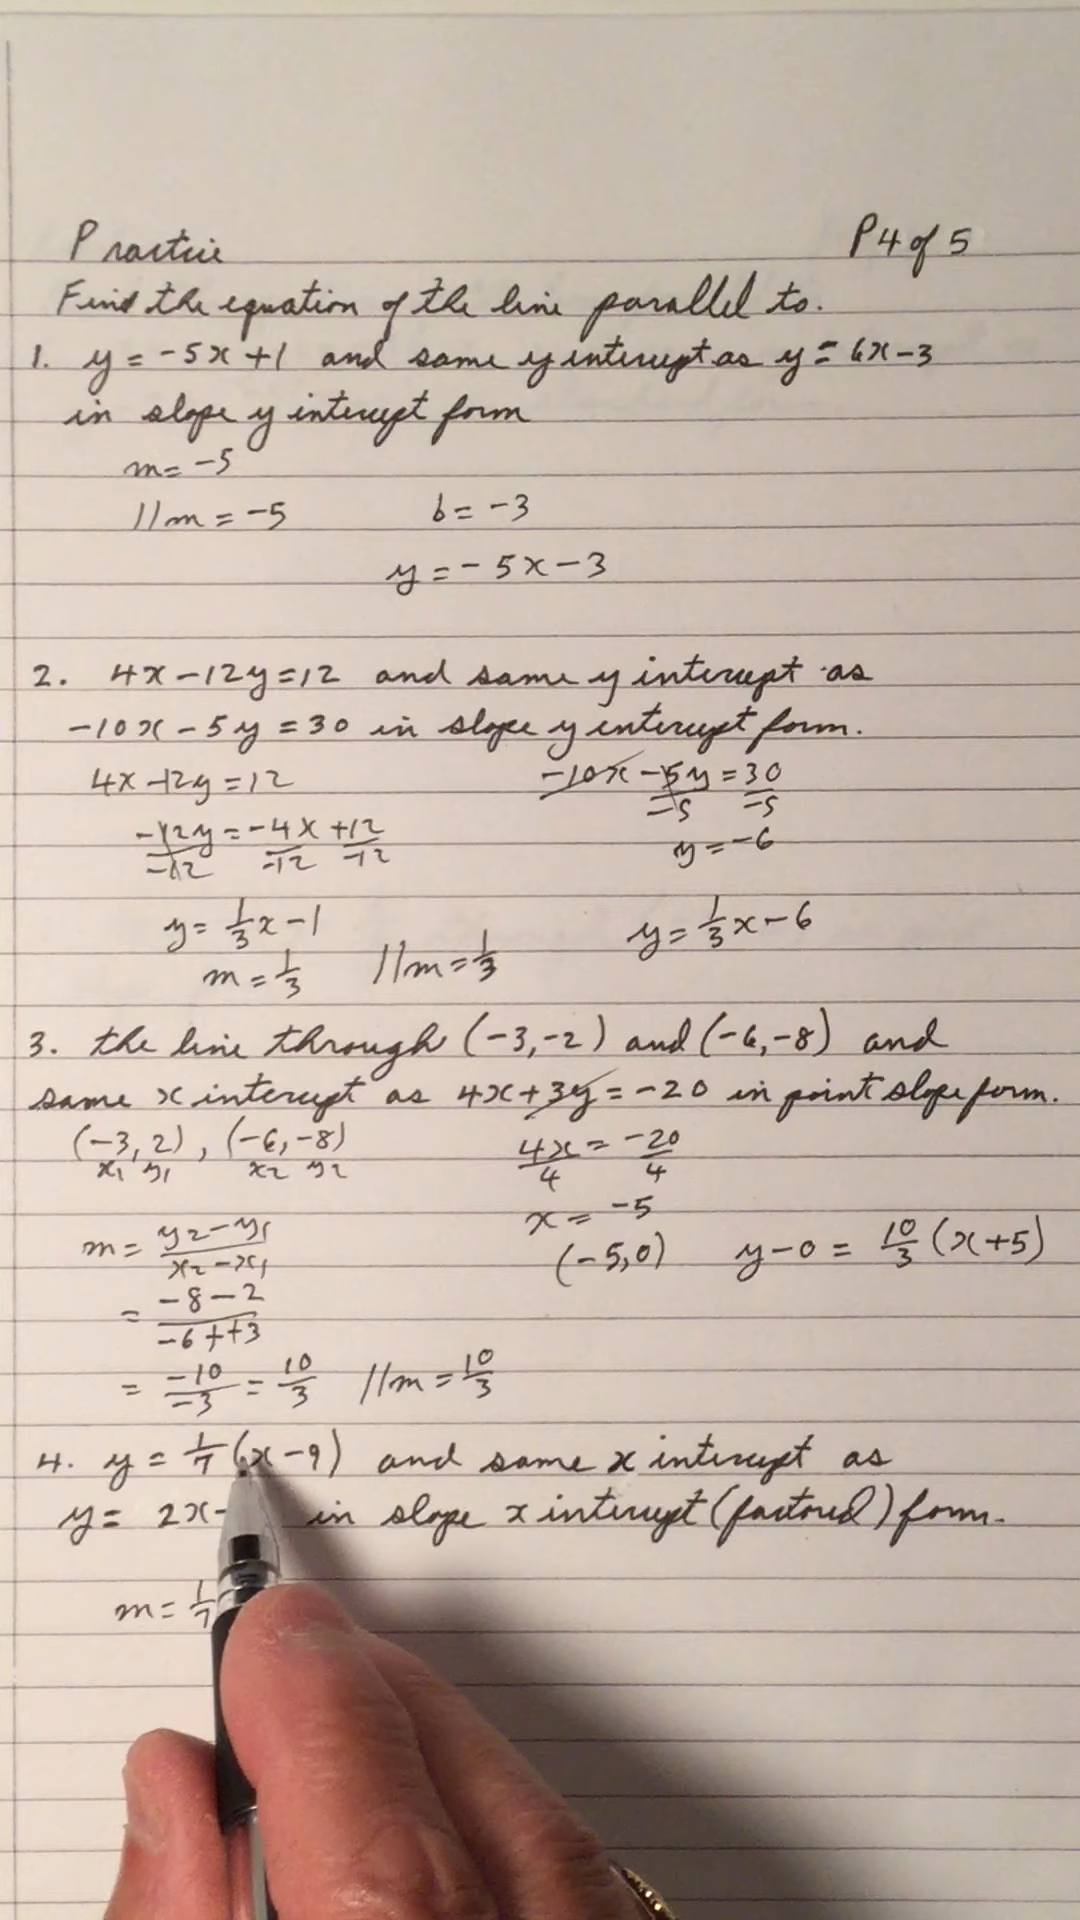 Practice P4 of 5
Find the equation of the line parallel to.
1. y = -5x + 1 and same y intercept as y = 6x - 3
in slope y intercept form
m = -5
//m = -5 b = -3
y = -5x - 3
2. 4x - 12y = 12 and same y intercept as
-10x - 5y = 30 in slope y intercept form.
4x - 12y = 12 -10x - 5y = 30
-5 -5
-12y = -4x + 12
-12 -12 -12
y = -6
y = 1/3 x - 1 y = 1/3 x - 6
m = 1/3 //m = 1/3
3. the line through (-3,-2) and (-6,-8) and
same x intercept as 4x + 3y = -20 in point slope form.
(-3, 2), (-6, -8) 4x = -20
x1 y1 x2 y2 4 4
x = -5
m = y2 - y1 / x2 - x1 (-5,0) y - 0 = 10/3 (x + 5)
= -8 - 2 / -6 + +3
= -10/-3 = 10/3 //m = 10/3
4. y = 1/7 (x - 9) and same x intercept as
y = 2x - in slope x intercept (factored) form.
m = 1/7